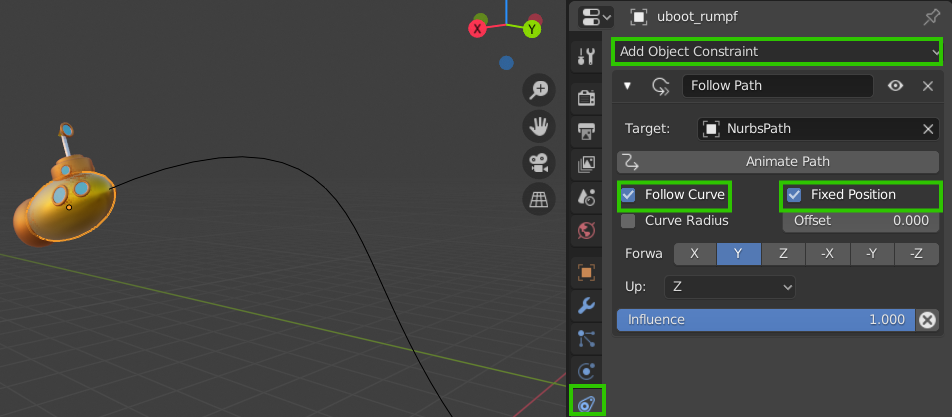 uboot_rumpf
X
Y
Add Object Constraint
Follow Path
Target: NurbsPath
Animate Path
Follow Curve Fixed Position
Curve Radius Offset 0.000
Forwa X Y Z -X -Y -Z
Up: Z
Influence 1.000